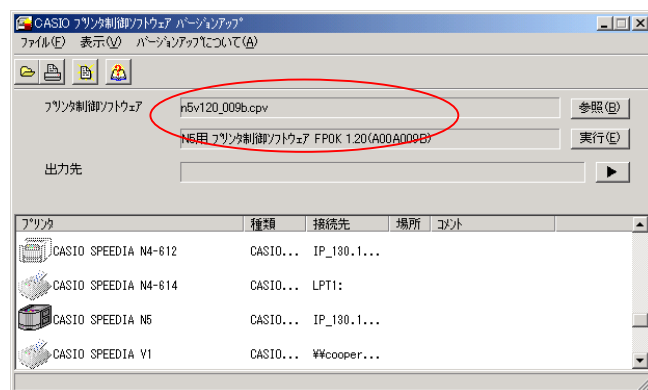 CASIO プリンタ制御ソフトウェア バージョンアップ
ファイル(F) 表示(V) バージョンアップについて(A)
プリンタ制御ソフトウェア n5v120_009b.cpv 参照(B)
N5用 プリンタ制御ソフトウェア FP0K 1.20(A00A009B) 実行(E)
出力先
プリンタ 種類 接続先 場所 コメント
CASIO SPEEDIA N4-612 CASIO... IP_130.1...
CASIO SPEEDIA N4-614 CASIO... LPT1:
CASIO SPEEDIA N5 CASIO... IP_130.1...
CASIO SPEEDIA V1 CASIO... ¥¥cooper...